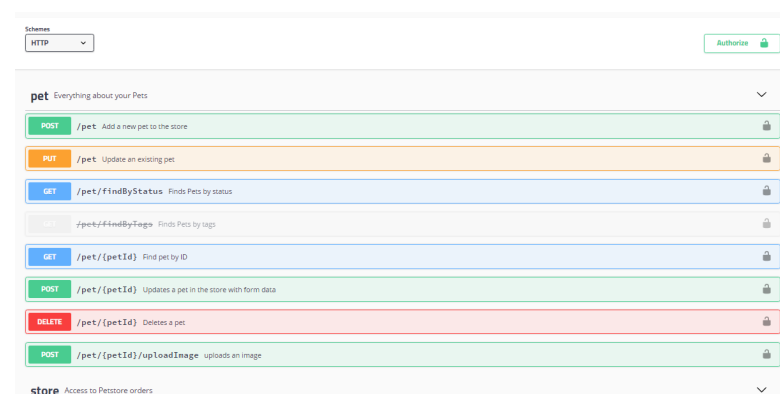 Schemes
HTTP
Authorize
pet Everything about your Pets
POST /pet Add a new pet to the store
PUT /pet Update an existing pet
GET /pet/findByStatus Finds Pets by status
GET /pet/findByTags Finds Pets by tags
GET /pet/{petId} Find pet by ID
POST /pet/{petId} Updates a pet in the store with form data
DELETE /pet/{petId} Deletes a pet
POST /pet/{petId}/uploadImage uploads an image
store Access to Petstore orders